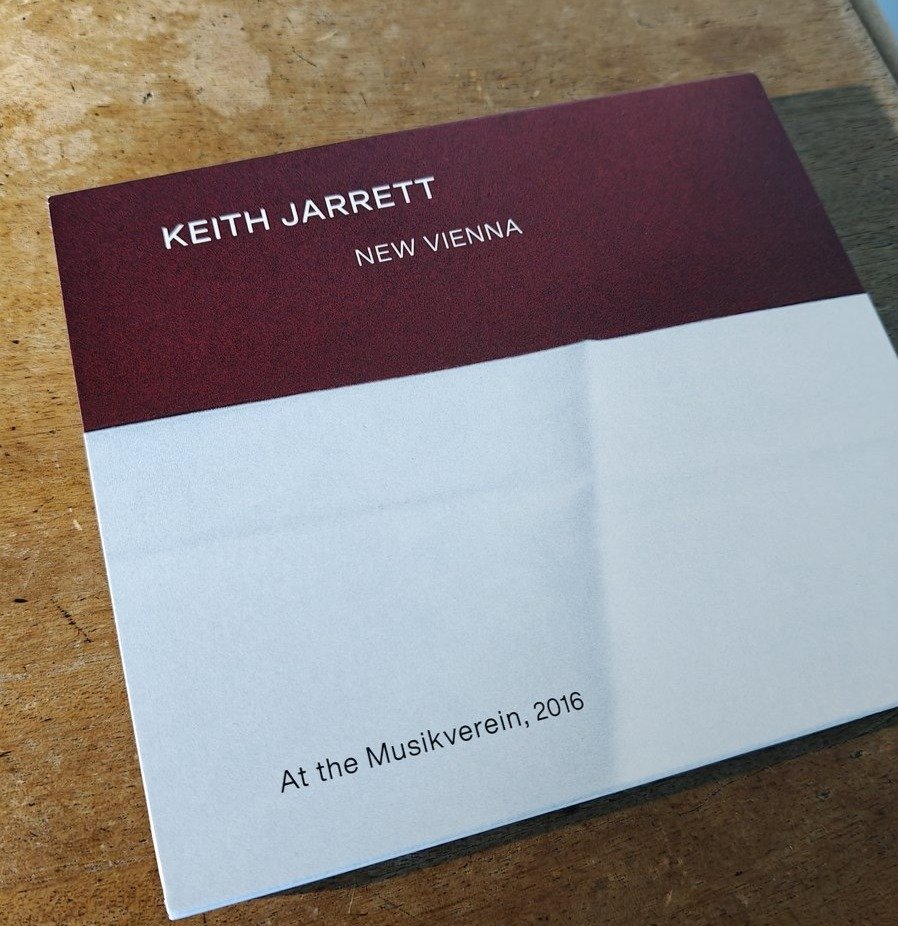 KEITH JARRETT
NEW VIENNA
At the Musikverein, 2016